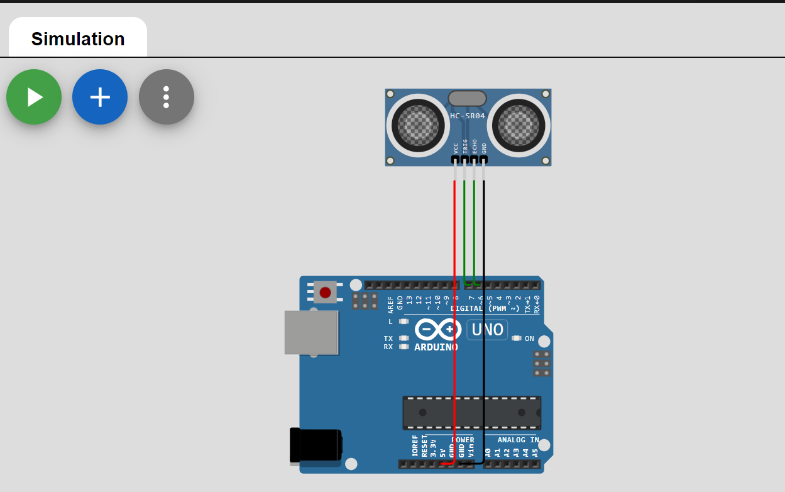 Simulation
HC-SR04
VCC
TRIG
ECHO
GND
AREF
GND
13
12
~11
~10
~9
8
7
~6
~5
4
~3
2
TX→1
RX←0
DIGITAL (PWM ~)
L
TX
RX
UNO
ARDUINO
ON
POWER
ANALOG IN
IOREF
RESET
3.3V
5V
GND
GND
Vin
A0
A1
A2
A3
A4
A5